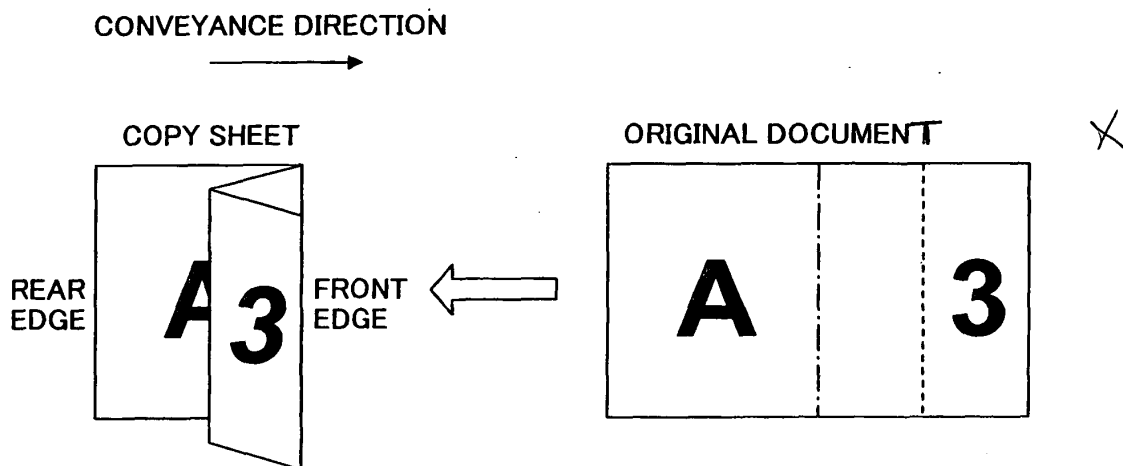 CONVEYANCE DIRECTION
COPY SHEET
ORIGINAL DOCUMENT
REAR
EDGE
A
3
FRONT
EDGE
A
3